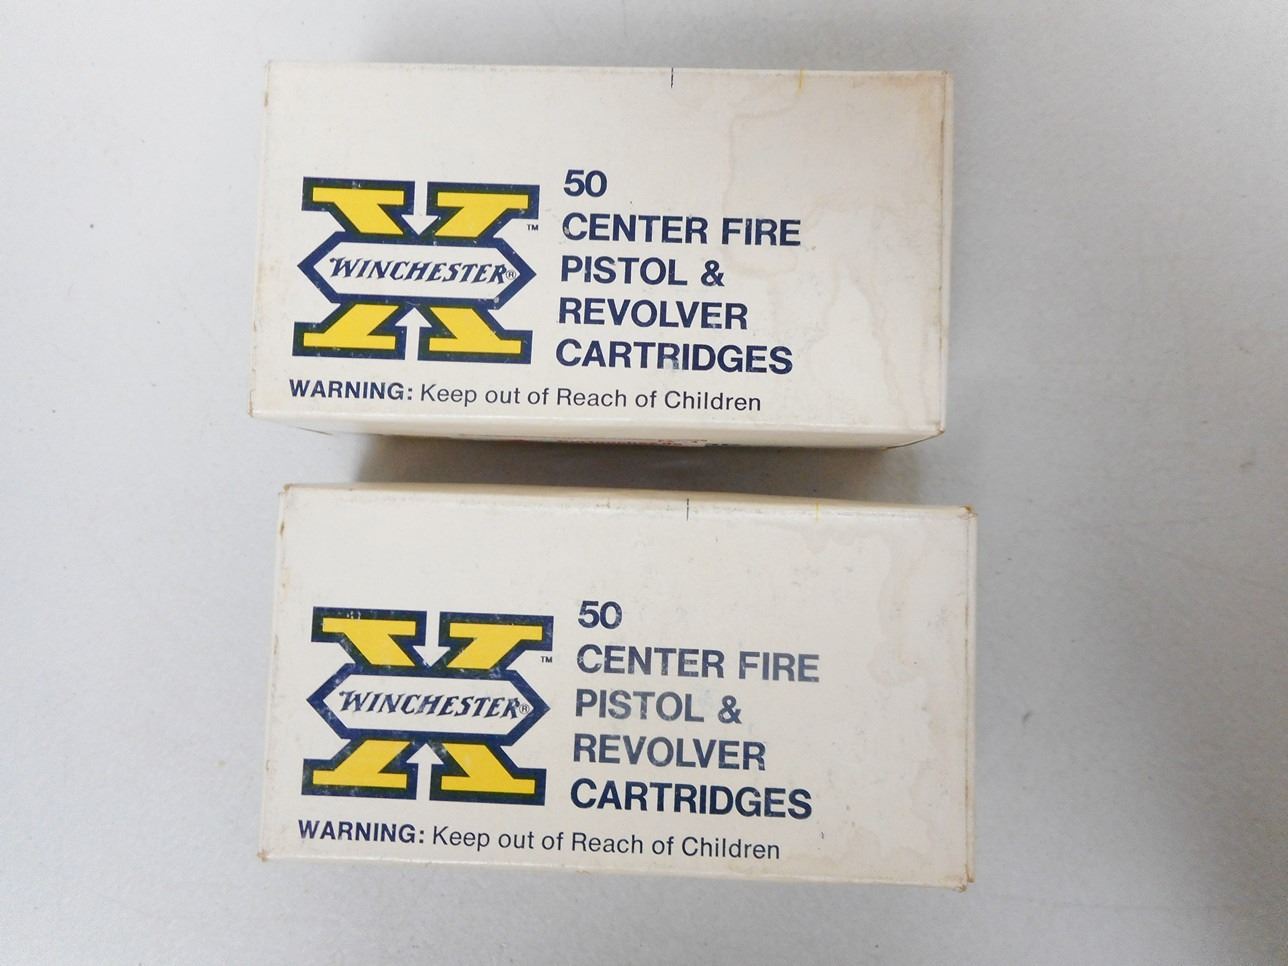 50
CENTER FIRE
PISTOL &
REVOLVER
CARTRIDGES
™
WINCHESTER®
WARNING: Keep out of Reach of Children
50
CENTER FIRE
PISTOL &
REVOLVER
CARTRIDGES
™
WINCHESTER®
WARNING: Keep out of Reach of Children